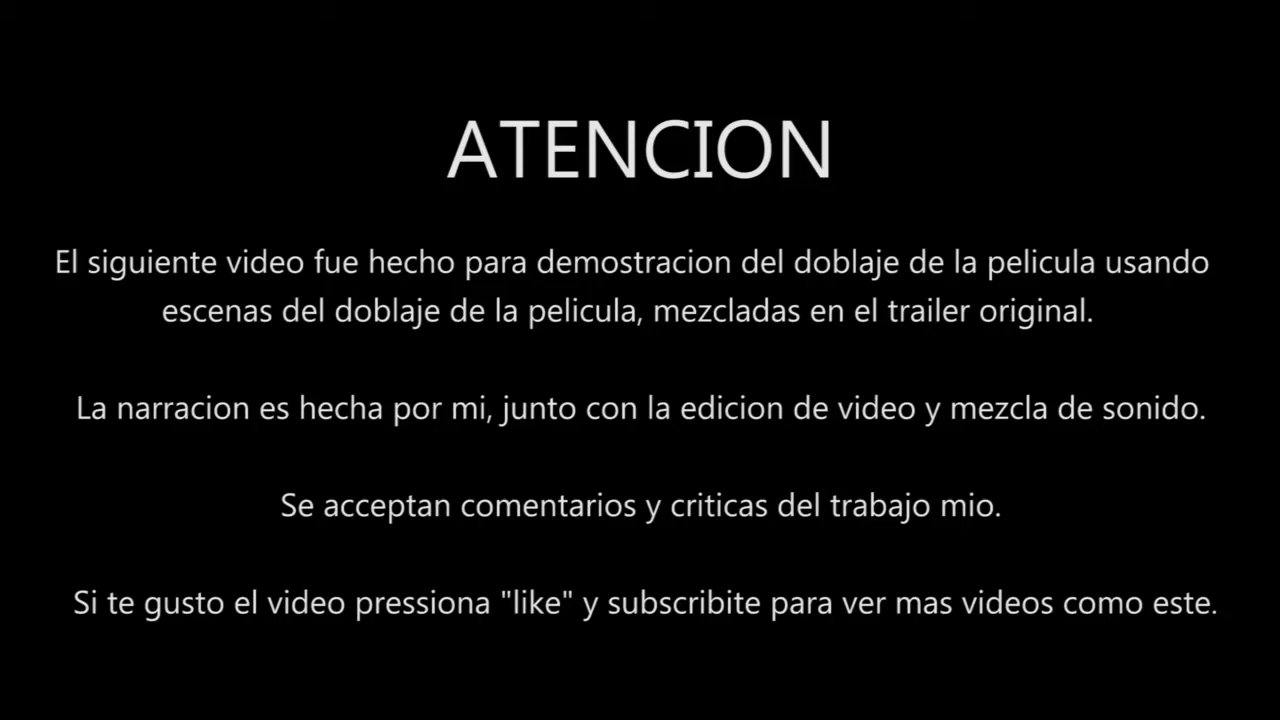 ATENCION
El siguiente video fue hecho para demostracion del doblaje de la pelicula usando
escenas del doblaje de la pelicula, mezcladas en el trailer original.
La narracion es hecha por mi, junto con la edicion de video y mezcla de sonido.
Se acceptan comentarios y criticas del trabajo mio.
Si te gusto el video pressiona "like" y subscribite para ver mas videos como este.